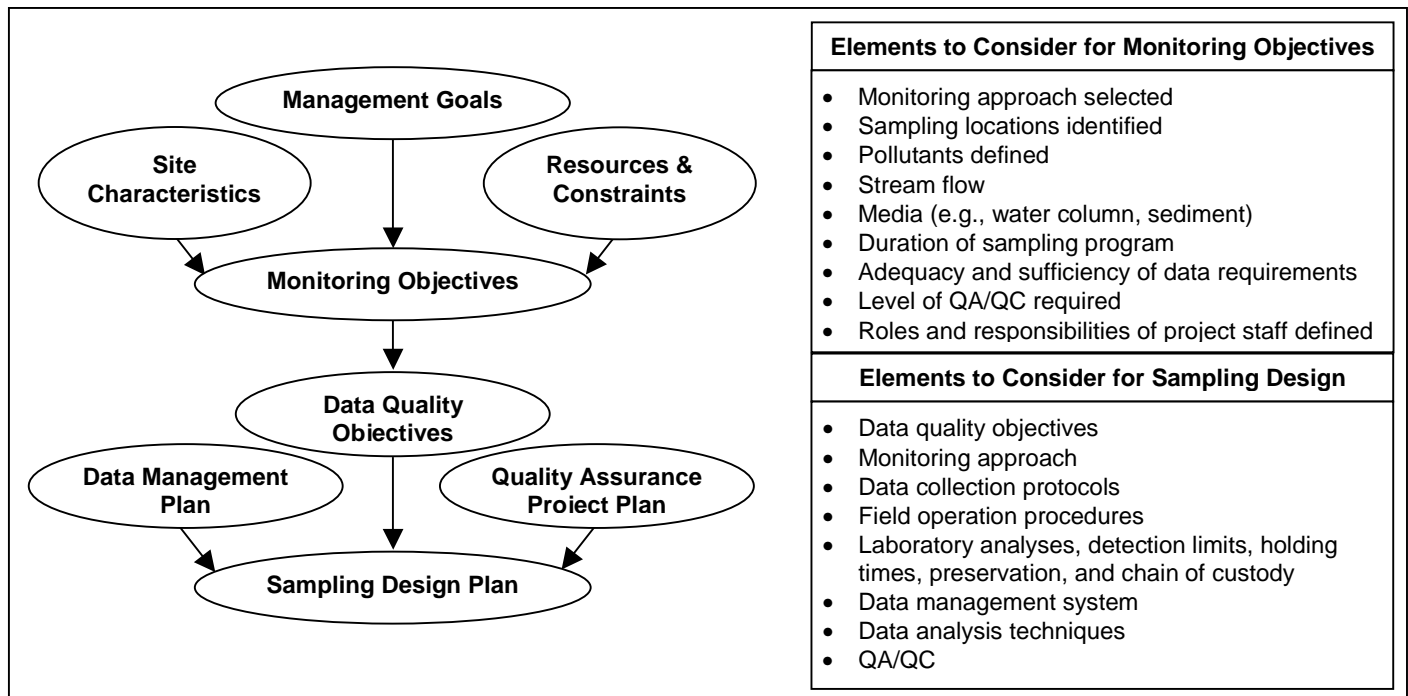 Management Goals
Site
Characteristics
Resources &
Constraints
Monitoring Objectives
Data Quality
Objectives
Data Management
Plan
Quality Assurance
Project Plan
Sampling Design Plan
Elements to Consider for Monitoring Objectives
• Monitoring approach selected
• Sampling locations identified
• Pollutants defined
• Stream flow
• Media (e.g., water column, sediment)
• Duration of sampling program
• Adequacy and sufficiency of data requirements
• Level of QA/QC required
• Roles and responsibilities of project staff defined
Elements to Consider for Sampling Design
• Data quality objectives
• Monitoring approach
• Data collection protocols
• Field operation procedures
• Laboratory analyses, detection limits, holding
times, preservation, and chain of custody
• Data management system
• Data analysis techniques
• QA/QC